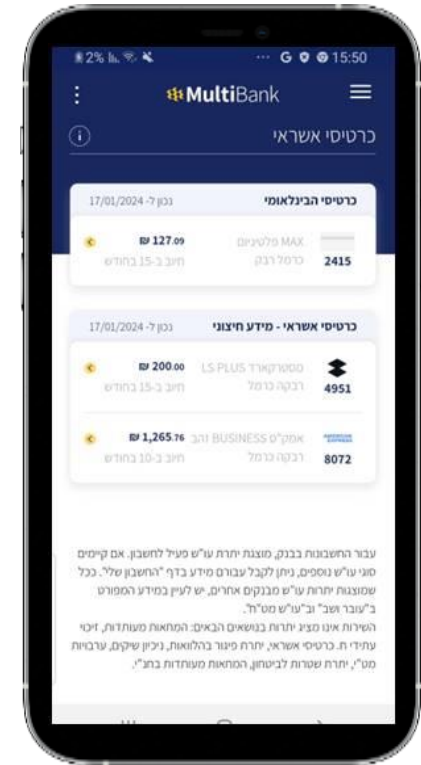 2% 15:50
MultiBank
כרטיסי אשראי
כרטיסי הבינלאומי נכון ל- 17/01/2024
MAX פלטיניום ₪ 127.09
2415 כרמל רבק חיוב ב-15 בחודש
כרטיסי אשראי - מידע חיצוני נכון ל- 17/01/2024
מסטרקארד LS PLUS ₪ 200.00
4951 רבקה כרמל חיוב ב-15 בחודש
AMERICAN EXPRESS אמק"ס BUSINESS זהב ₪ 1,265.76
8072 רבקה כרמל חיוב ב-10 בחודש
עבור החשבונות בבנק, מוצגת יתרת עו"ש פעיל לחשבון. אם קיימים
סוגי עו"ש נוספים, ניתן לקבל עבורם מידע בדף "החשבון שלי". ככל
שמוצגות יתרות עו"ש מבנקים אחרים, יש לעיין במידע המפורט
ב"עובר ושב" וב"עו"ש מט"ח".
השירות אינו מציג יתרות בנושאים הבאים: המחאות מעותדות, זיכוי
עתידי ח. כרטיסי אשראי, יתרת פיגור בהלוואות, ניכיון שיקים, ערבויות
מט"י, יתרת שטרות לביטחון, המחאות מעותדות בחנ"י.